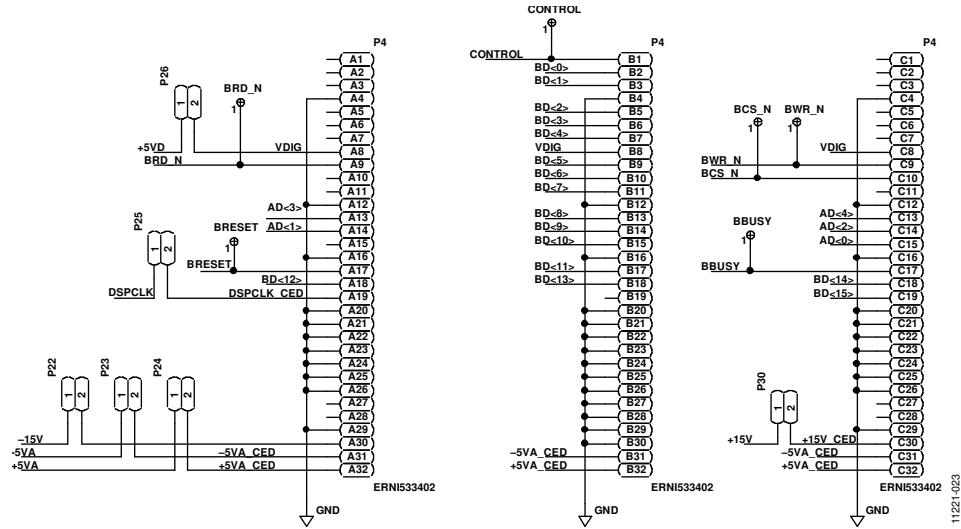 CONTROL
1
P4
P4
P4
CONTROL
A1
A2
A3
A4
A5
A6
A7
A8
A9
A10
A11
A12
A13
A14
A15
A16
A17
A18
A19
A20
A21
A22
A23
A24
A25
A26
A27
A28
A29
A30
A31
A32
ERNI533402
GND
P26
1
2
BRD_N
1
+5VD
VDIG
BRD_N
AD<3>
AD<1>
P25
1
2
BRESET
1
BRESET
BD<12>
DSPCLK
DSPCLK_CED
P22
1
2
P23
1
2
P24
1
2
–15V
-5VA
–5VA_CED
+5VA
+5VA_CED
B1
B2
B3
B4
B5
B6
B7
B8
B9
B10
B11
B12
B13
B14
B15
B16
B17
B18
B19
B20
B21
B22
B23
B24
B25
B26
B27
B28
B29
B30
B31
B32
ERNI533402
GND
BD<0>
BD<1>
BD<2>
BD<3>
BD<4>
VDIG
BD<5>
BD<6>
BD<7>
BD<8>
BD<9>
BD<10>
BD<11>
BD<13>
–5VA_CED
+5VA_CED
C1
C2
C3
C4
C5
C6
C7
C8
C9
C10
C11
C12
C13
C14
C15
C16
C17
C18
C19
C20
C21
C22
C23
C24
C25
C26
C27
C28
C29
C30
C31
C32
ERNI533402
GND
BCS_N
1
BWR_N
1
VDIG
BWR_N
BCS_N
AD<4>
AD<2>
AD<0>
BBUSY
1
BBUSY
BD<14>
BD<15>
P30
1
2
+15V
+15V_CED
–5VA_CED
+5VA_CED
11221-023